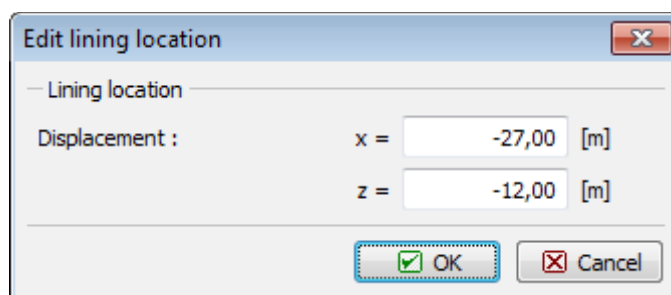 Edit lining location
Lining location
Displacement : x = -27,00 [m]
z = -12,00 [m]
OK Cancel